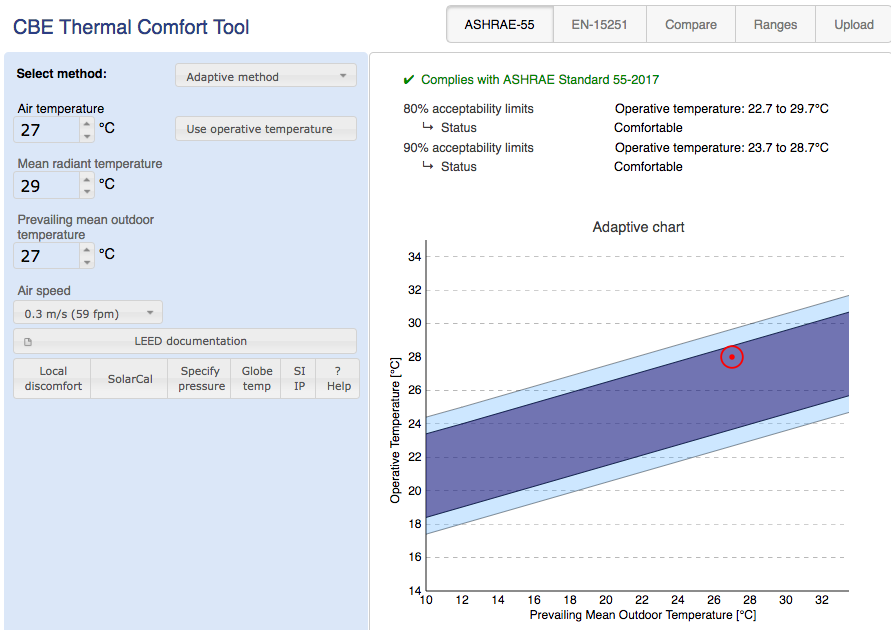 CBE Thermal Comfort Tool
ASHRAE-55
EN-15251
Compare
Ranges
Upload
Select method:
Adaptive method
Air temperature
27
°C
Use operative temperature
Mean radiant temperature
29
°C
Prevailing mean outdoor
temperature
27
°C
Air speed
0.3 m/s (59 fpm)
LEED documentation
Local
discomfort
SolarCal
Specify
pressure
Globe
temp
SI
IP
?
Help
✔ Complies with ASHRAE Standard 55-2017
80% acceptability limits Operative temperature: 22.7 to 29.7°C
↳ Status Comfortable
90% acceptability limits Operative temperature: 23.7 to 28.7°C
↳ Status Comfortable
Adaptive chart
Operative Temperature [°C]
34
32
30
28
26
24
22
20
18
16
14
10 12 14 16 18 20 22 24 26 28 30 32
Prevailing Mean Outdoor Temperature [°C]